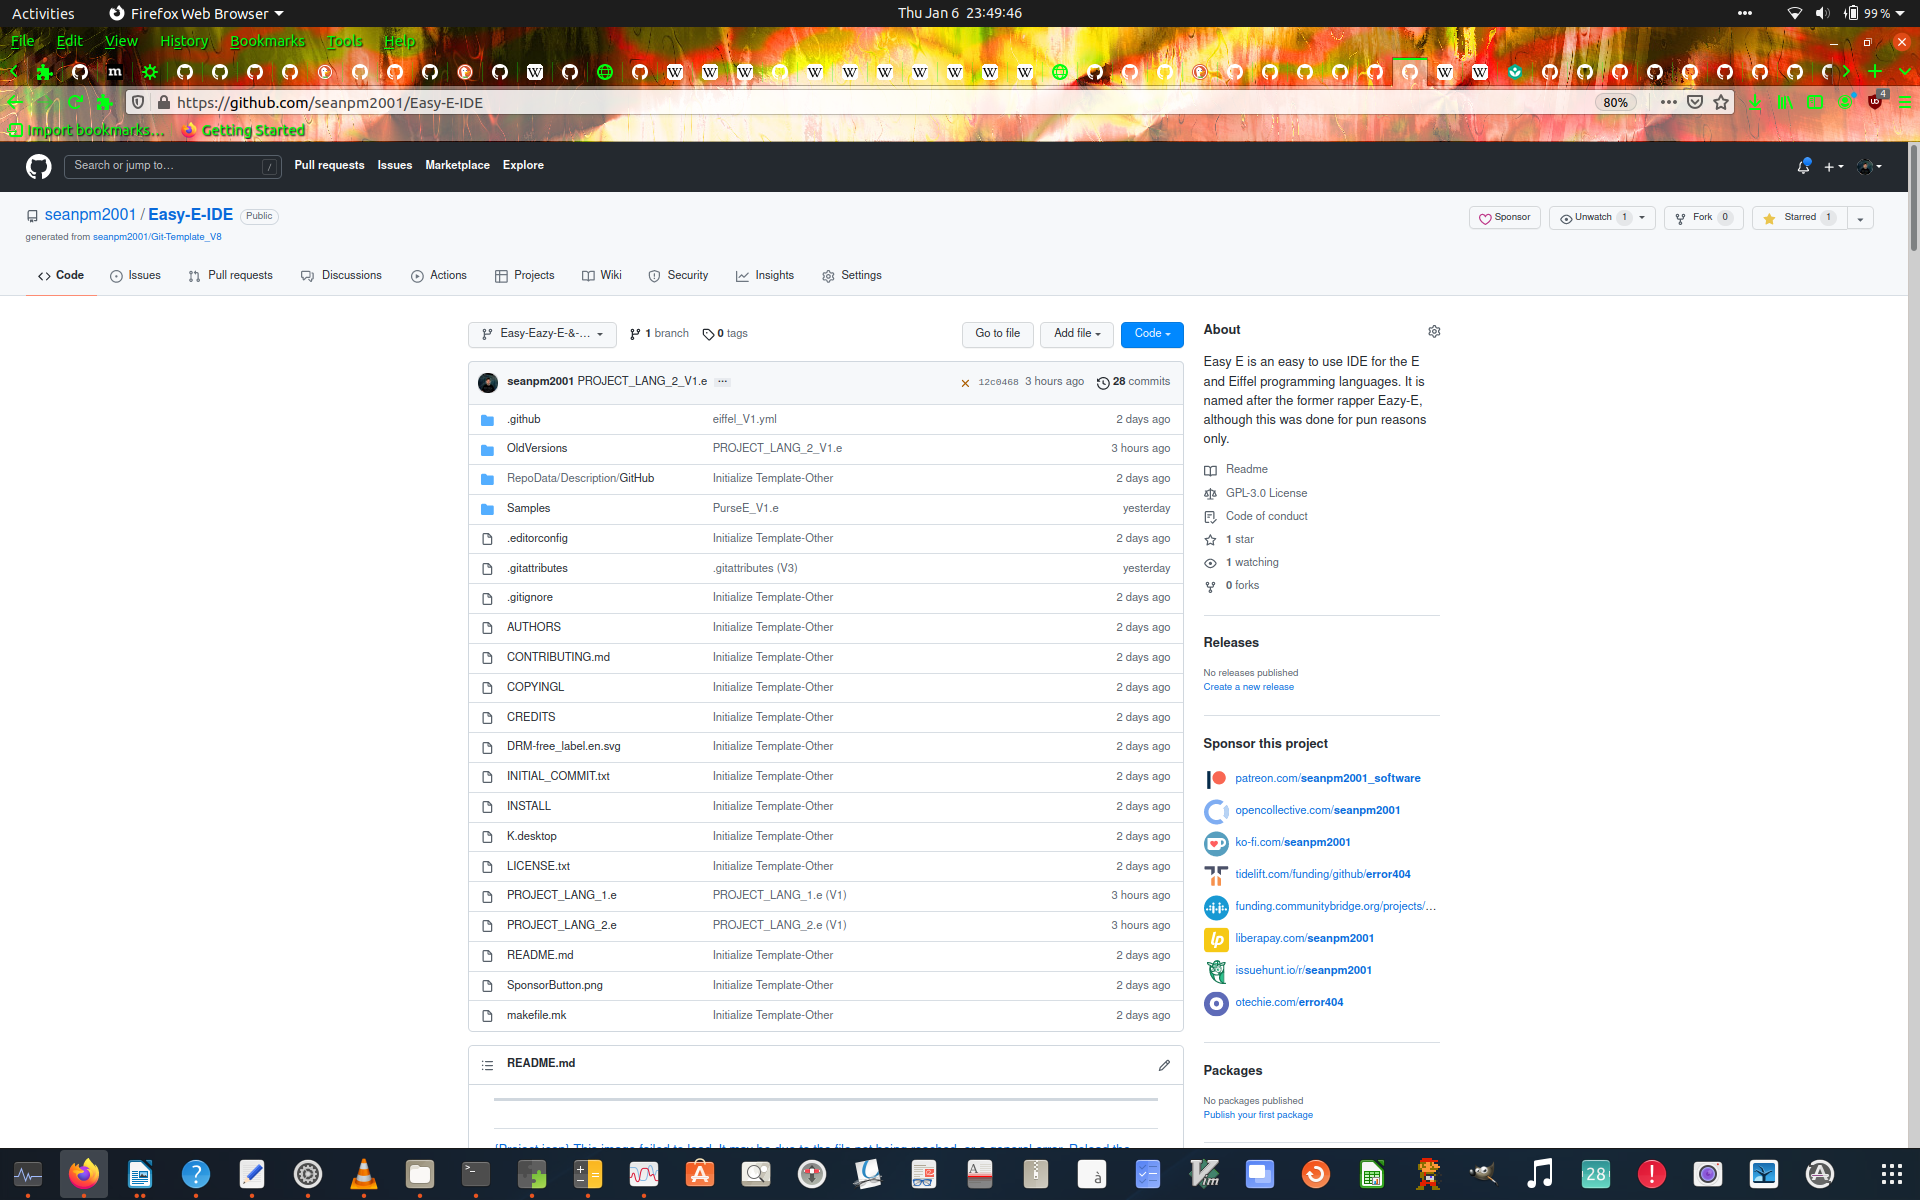 Activities Firefox Web Browser Thu Jan 6 23:49:46 99 %
File Edit View History Bookmarks Tools Help
https://github.com/seanpm2001/Easy-E-IDE 80% 4
Import bookmarks... Getting Started
Search or jump to... / Pull requests Issues Marketplace Explore
seanpm2001 / Easy-E-IDE Public Sponsor Unwatch 1 Fork 0 Starred 1
generated from seanpm2001/Git-Template_V8
Code Issues Pull requests Discussions Actions Projects Wiki Security Insights Settings
Easy-Eazy-E-&-... 1 branch 0 tags Go to file Add file Code
seanpm2001 PROJECT_LANG_2_V1.e ... 12c0468 3 hours ago 28 commits
.github eiffel_V1.yml 2 days ago
OldVersions PROJECT_LANG_2_V1.e 3 hours ago
RepoData/Description/GitHub Initialize Template-Other 2 days ago
Samples PurseE_V1.e yesterday
.editorconfig Initialize Template-Other 2 days ago
.gitattributes .gitattributes (V3) yesterday
.gitignore Initialize Template-Other 2 days ago
AUTHORS Initialize Template-Other 2 days ago
CONTRIBUTING.md Initialize Template-Other 2 days ago
COPYINGL Initialize Template-Other 2 days ago
CREDITS Initialize Template-Other 2 days ago
DRM-free_label.en.svg Initialize Template-Other 2 days ago
INITIAL_COMMIT.txt Initialize Template-Other 2 days ago
INSTALL Initialize Template-Other 2 days ago
K.desktop Initialize Template-Other 2 days ago
LICENSE.txt Initialize Template-Other 2 days ago
PROJECT_LANG_1.e PROJECT_LANG_1.e (V1) 3 hours ago
PROJECT_LANG_2.e PROJECT_LANG_2.e (V1) 3 hours ago
README.md Initialize Template-Other 2 days ago
SponsorButton.png Initialize Template-Other 2 days ago
makefile.mk Initialize Template-Other 2 days ago
README.md
About
Easy E is an easy to use IDE for the E
and Eiffel programming languages. It is
named after the former rapper Eazy-E,
although this was done for pun reasons
only.
Readme
GPL-3.0 License
Code of conduct
1 star
1 watching
0 forks
Releases
No releases published
Create a new release
Sponsor this project
patreon.com/seanpm2001_software
opencollective.com/seanpm2001
ko-fi.com/seanpm2001
tidelift.com/funding/github/error404
funding.communitybridge.org/projects/...
liberapay.com/seanpm2001
issuehunt.io/r/seanpm2001
otechie.com/error404
Packages
No packages published
Publish your first package
28